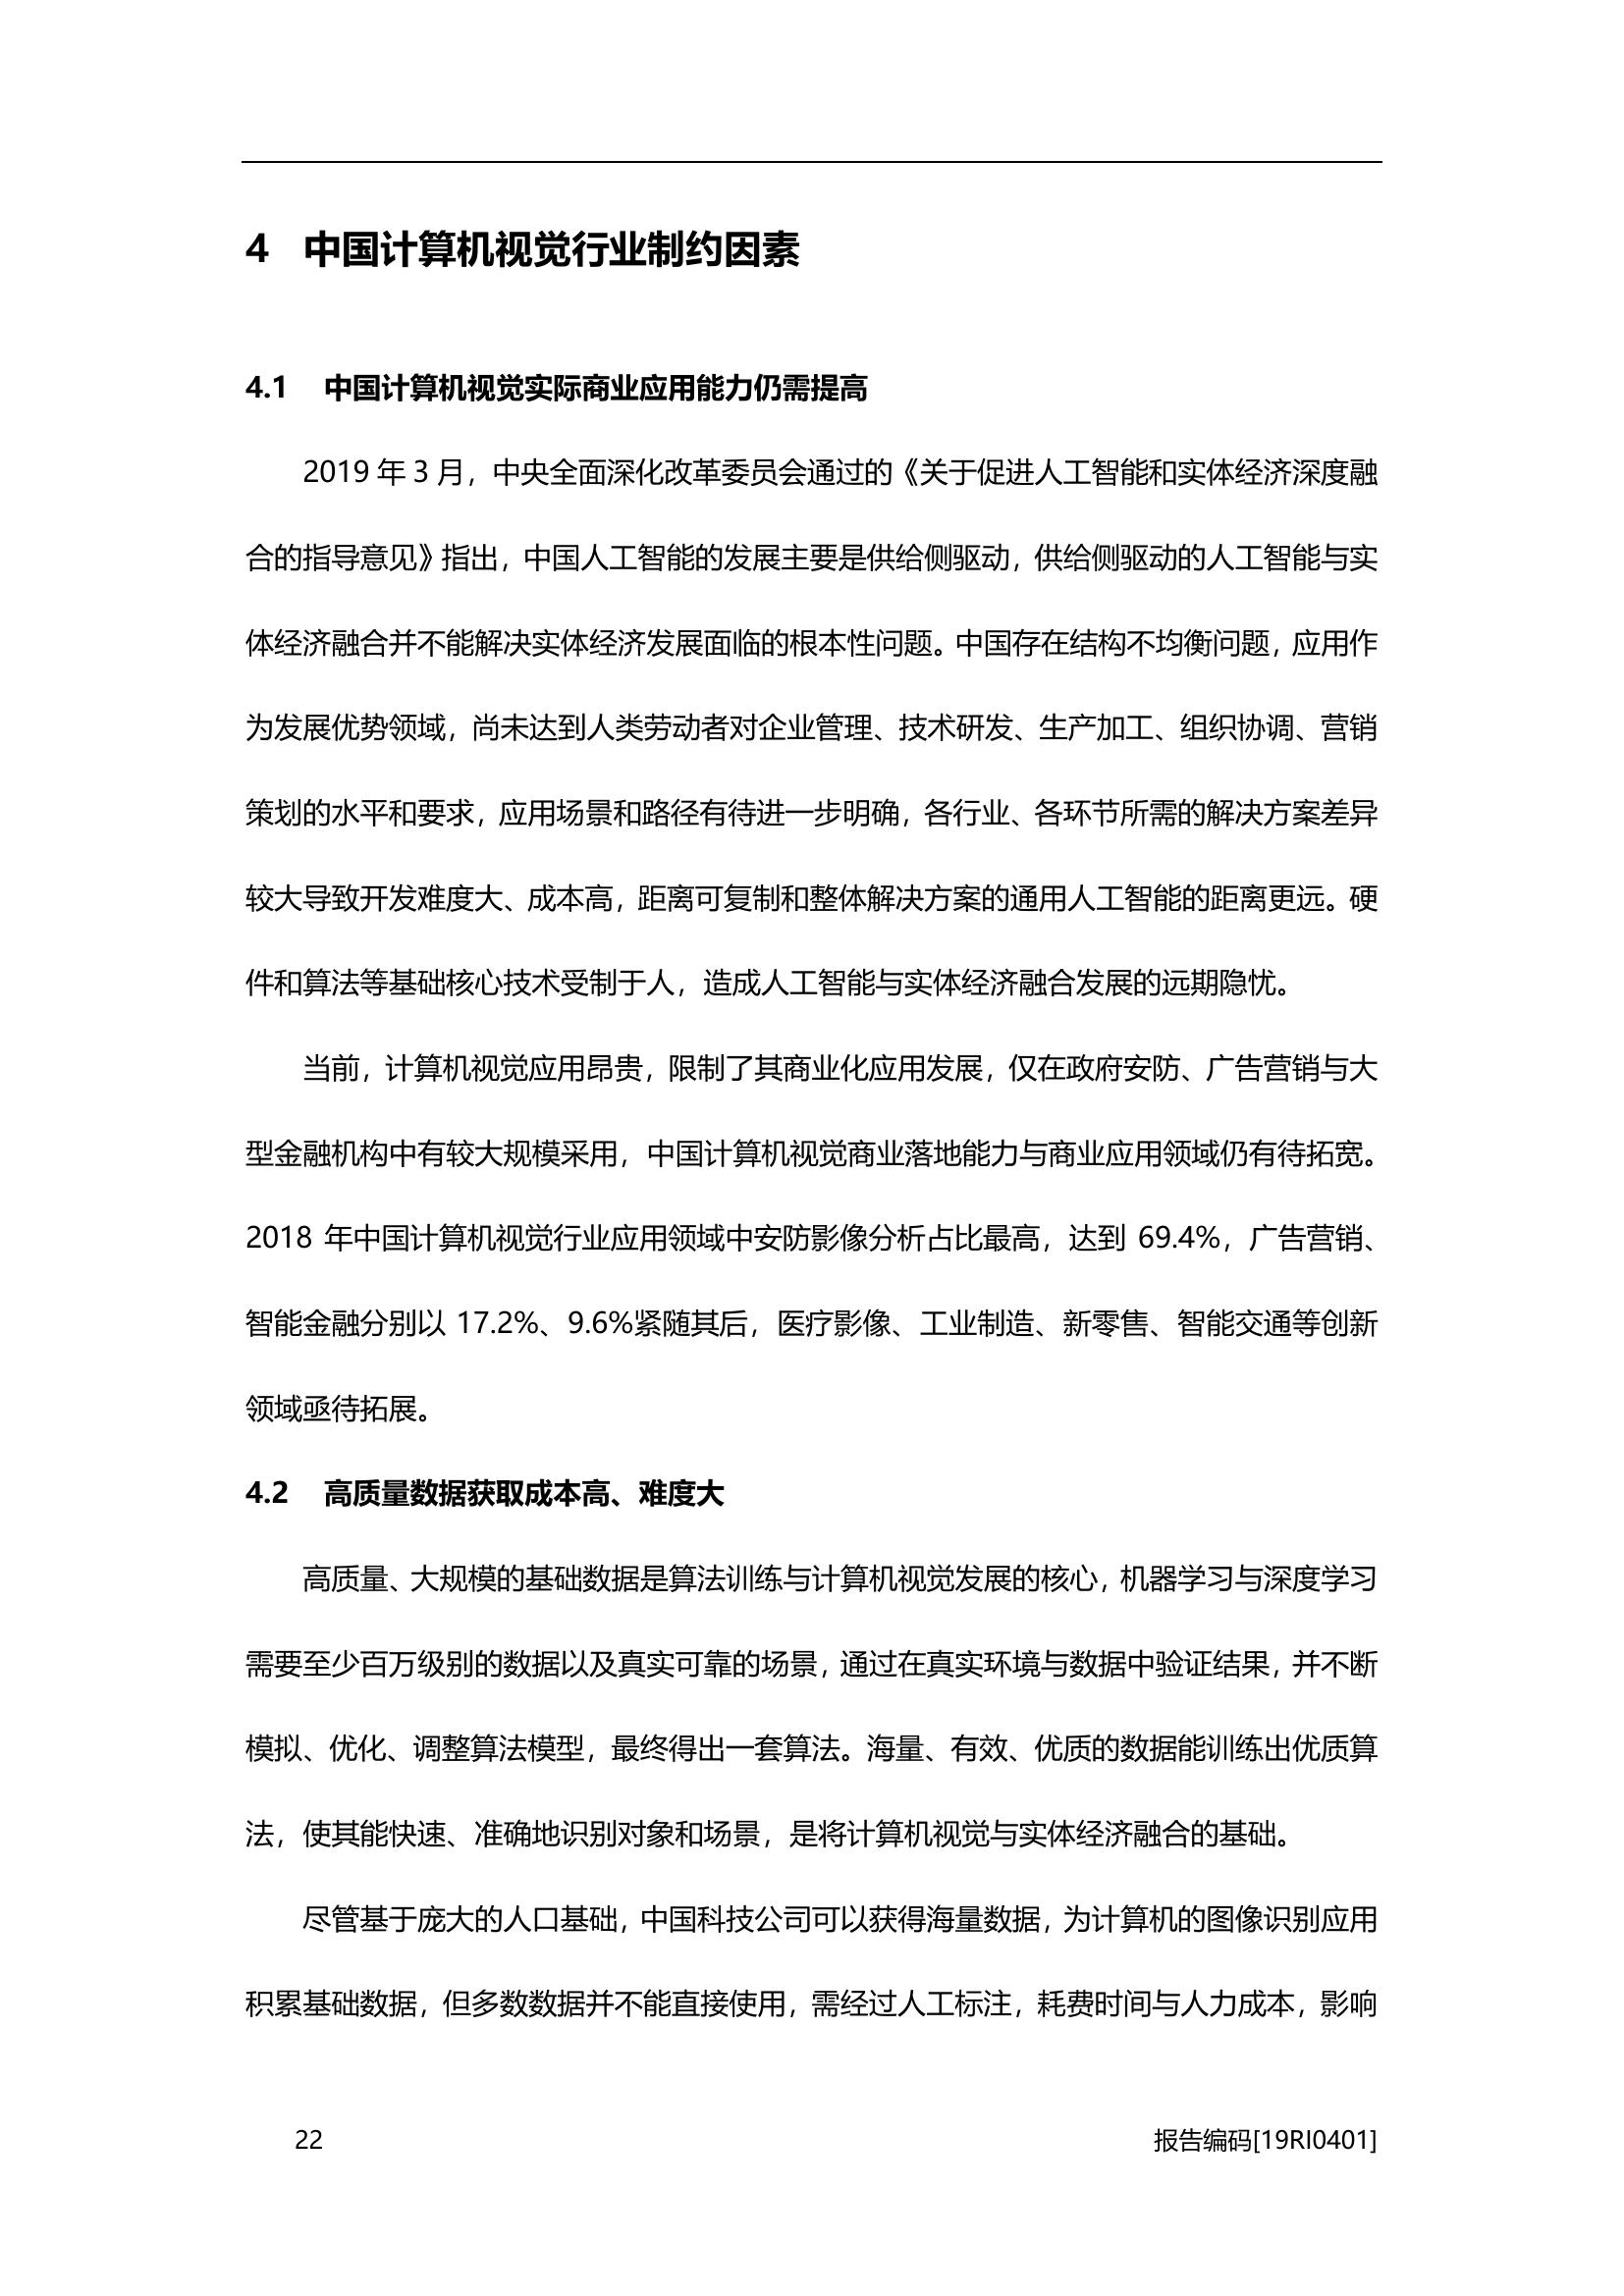 4 中国计算机视觉行业制约因素
4.1 中国计算机视觉实际商业应用能力仍需提高
2019 年 3 月，中央全面深化改革委员会通过的《关于促进人工智能和实体经济深度融
合的指导意见》指出，中国人工智能的发展主要是供给侧驱动，供给侧驱动的人工智能与实
体经济融合并不能解决实体经济发展面临的根本性问题。中国存在结构不均衡问题，应用作
为发展优势领域，尚未达到人类劳动者对企业管理、技术研发、生产加工、组织协调、营销
策划的水平和要求，应用场景和路径有待进一步明确，各行业、各环节所需的解决方案差异
较大导致开发难度大、成本高，距离可复制和整体解决方案的通用人工智能的距离更远。硬
件和算法等基础核心技术受制于人，造成人工智能与实体经济融合发展的远期隐忧。
当前，计算机视觉应用昂贵，限制了其商业化应用发展，仅在政府安防、广告营销与大
型金融机构中有较大规模采用，中国计算机视觉商业落地能力与商业应用领域仍有待拓宽。
2018 年中国计算机视觉行业应用领域中安防影像分析占比最高，达到 69.4%，广告营销、
智能金融分别以 17.2%、9.6%紧随其后，医疗影像、工业制造、新零售、智能交通等创新
领域亟待拓展。
4.2 高质量数据获取成本高、难度大
高质量、大规模的基础数据是算法训练与计算机视觉发展的核心，机器学习与深度学习
需要至少百万级别的数据以及真实可靠的场景，通过在真实环境与数据中验证结果，并不断
模拟、优化、调整算法模型，最终得出一套算法。海量、有效、优质的数据能训练出优质算
法，使其能快速、准确地识别对象和场景，是将计算机视觉与实体经济融合的基础。
尽管基于庞大的人口基础，中国科技公司可以获得海量数据，为计算机的图像识别应用
积累基础数据，但多数数据并不能直接使用，需经过人工标注，耗费时间与人力成本，影响
22 报告编码[19RI0401]